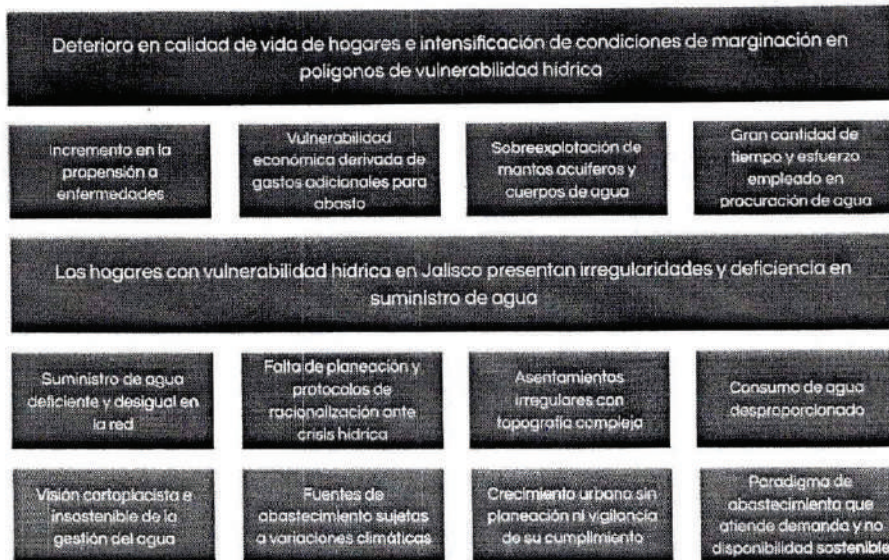 Deterioro en calidad de vida de hogares e intensificación de condiciones de marginación en
polígonos de vulnerabilidad hídrica
Incremento en la
propensión a
enfermedades
Vulnerabilidad
económica derivada de
gastos adicionales para
abasto
Sobreexplotación de
mantos acuíferos y
cuerpos de agua
Gran cantidad de
tiempo y esfuerzo
empleado en
procuración de agua
Los hogares con vulnerabilidad hídrica en Jalisco presentan irregularidades y deficiencia en
suministro de agua
Suministro de agua
deficiente y desigual en
la red
Falta de planeación y
protocolos de
racionalización ante
crisis hídrica
Asentamientos
irregulares con
topografía compleja
Consumo de agua
desproporcionado
Visión cortoplacista e
insostenible de la
gestión del agua
Fuentes de
abastecimiento sujetas
a variaciones climáticas
Crecimiento urbano sin
planeación ni vigilancia
de su cumplimiento
Paradigma de
abastecimiento que
atiende demanda y no
disponibilidad sostenible